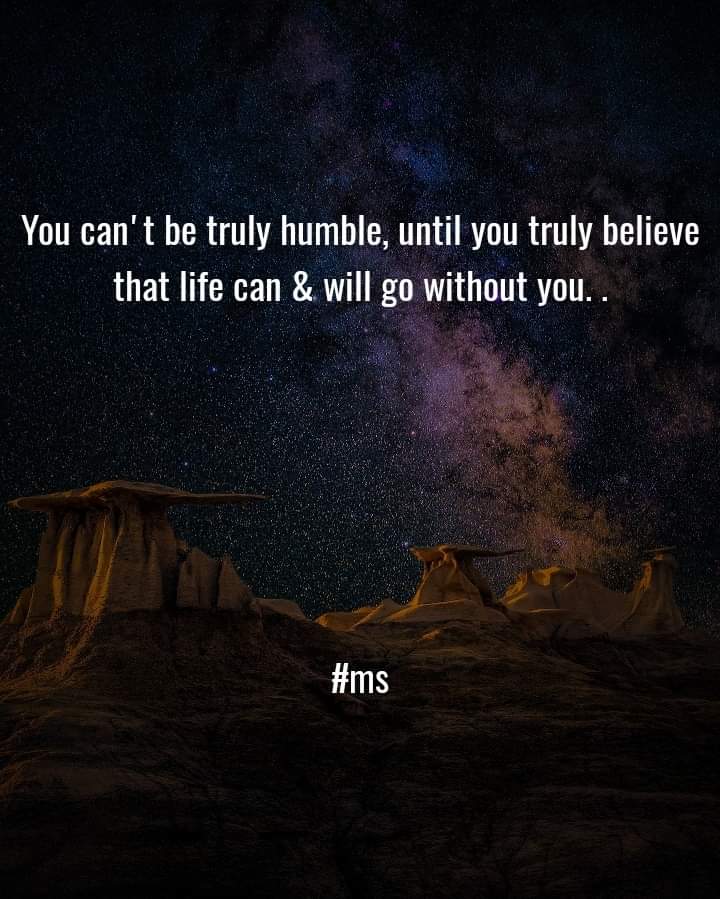 You can't be truly humble, until you truly believe
that life can & will go without you. .
#ms